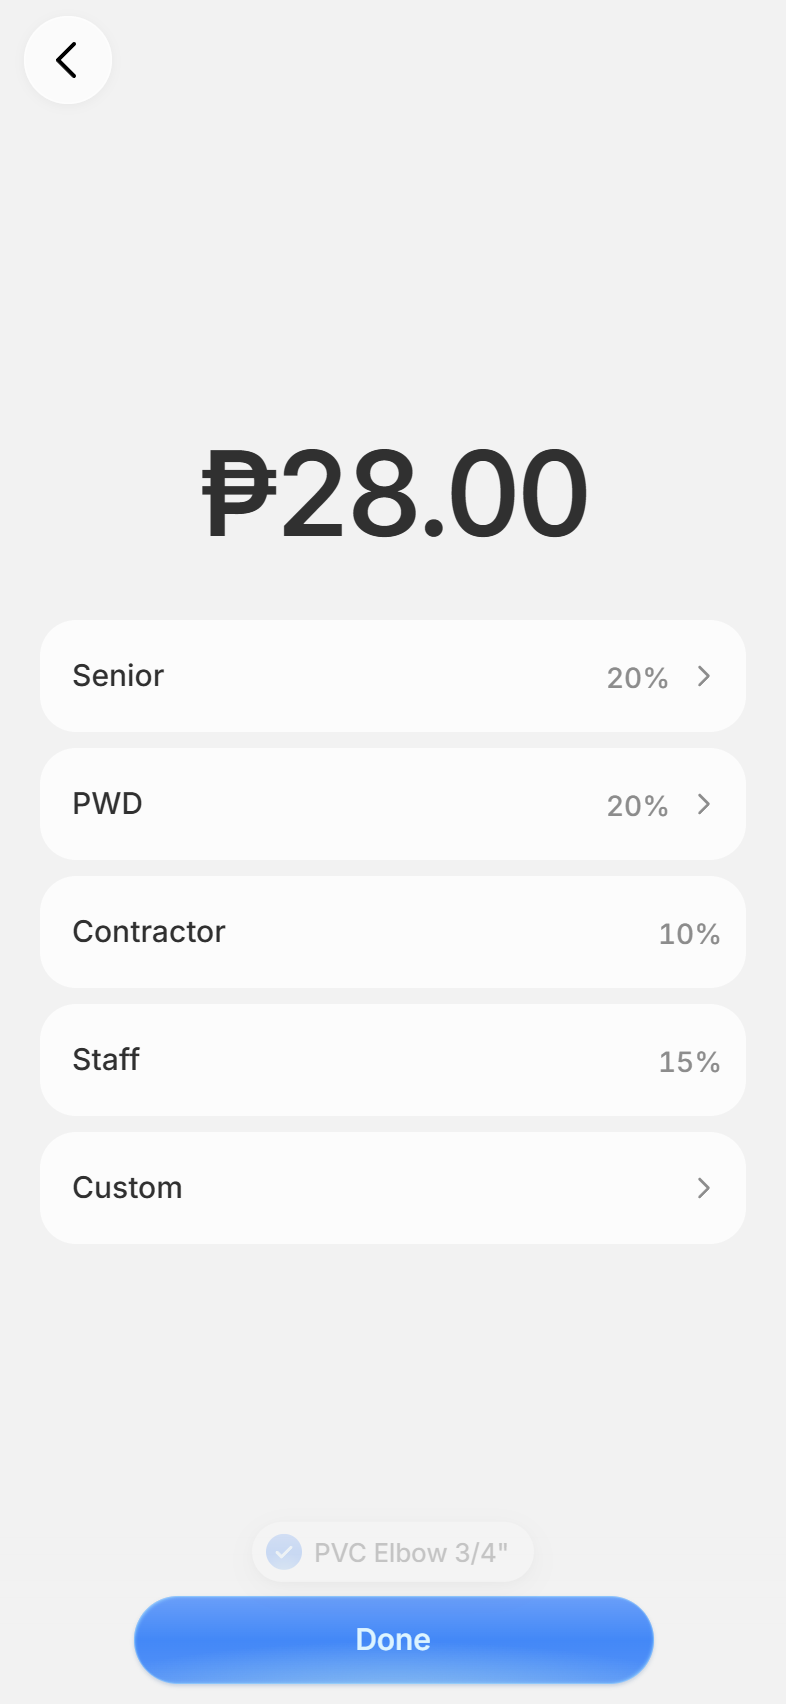 ₱28.00
Senior 20%
PWD 20%
Contractor 10%
Staff 15%
Custom
PVC Elbow 3/4"
Done